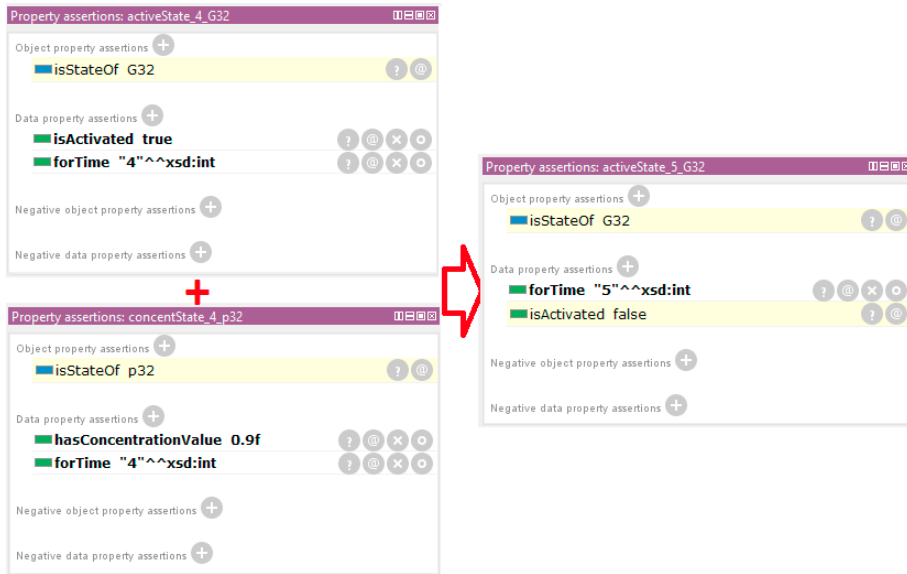 Property assertions: activeState_4_G32
Object property assertions
isStateOf G32
Data property assertions
isActivated true
forTime "4"^^xsd:int
Negative object property assertions
Negative data property assertions
+
Property assertions: concentState_4_p32
Object property assertions
isStateOf p32
Data property assertions
hasConcentrationValue 0.9f
forTime "4"^^xsd:int
Negative object property assertions
Negative data property assertions
Property assertions: activeState_5_G32
Object property assertions
isStateOf G32
Data property assertions
forTime "5"^^xsd:int
isActivated false
Negative object property assertions
Negative data property assertions